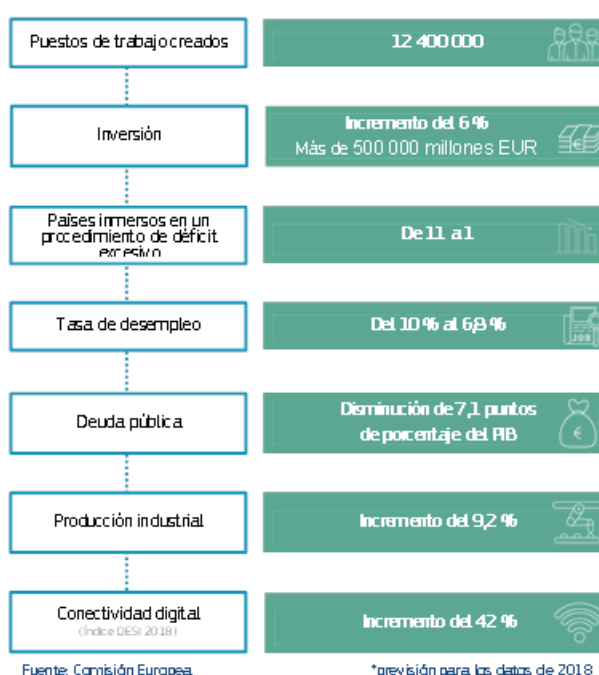 Puestos de trabajo creados
12 400 000
Inversión
Incremento del 6 %
Más de 500 000 millones EUR
Países inmersos en un
procedimiento de déficit
excesivo
De 11 a 1
Tasa de desempleo
Del 10 % al 6,8 %
JOB
Deuda pública
Disminución de 7,1 puntos
de porcentaje del PIB
€
Producción industrial
Incremento del 9,2 %
Conectividad digital
(Índice DESI 2018)
Incremento del 42 %
Fuente: Comisión Europea
*previsión para los datos de 2018